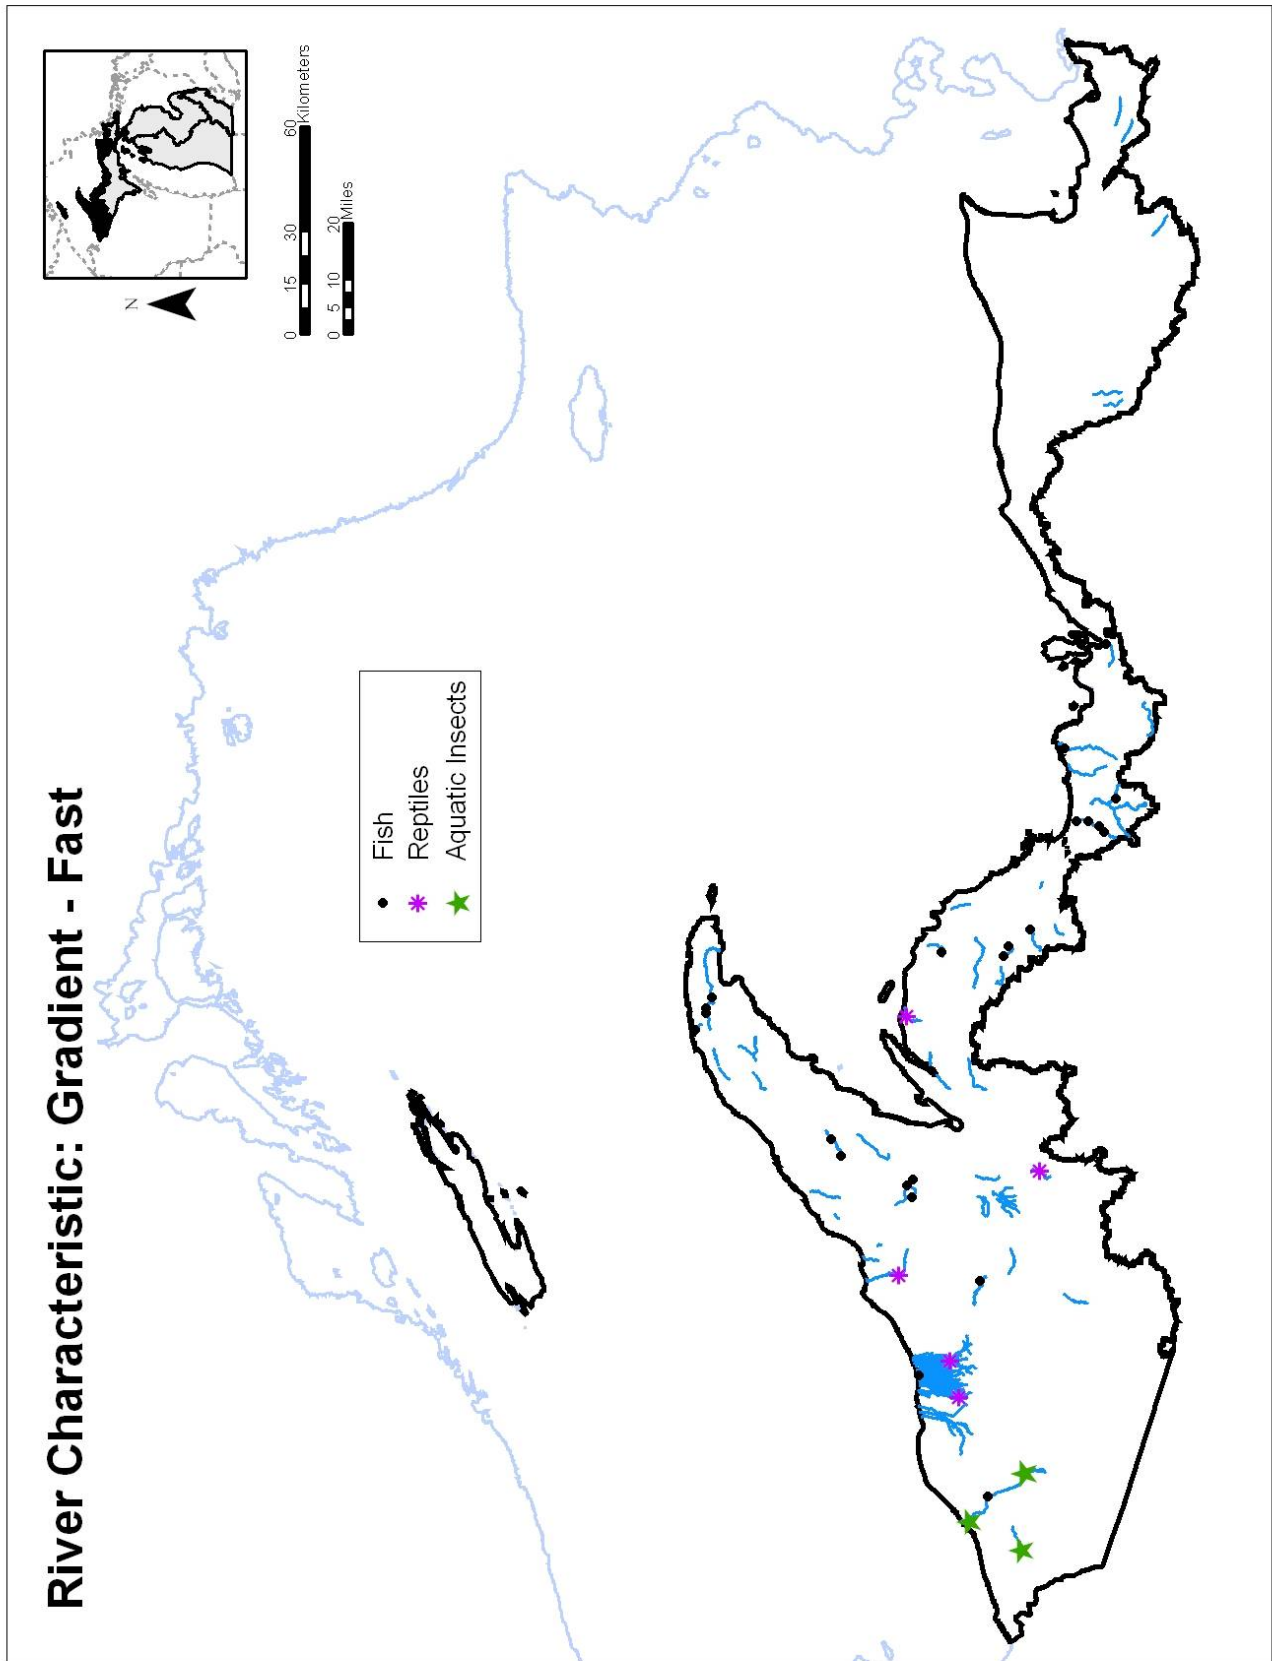 River Characteristic: Gradient - Fast
Fish
Reptiles
Aquatic Insects
N
0 15 30 60
Kilometers
0 5 10 20
Miles